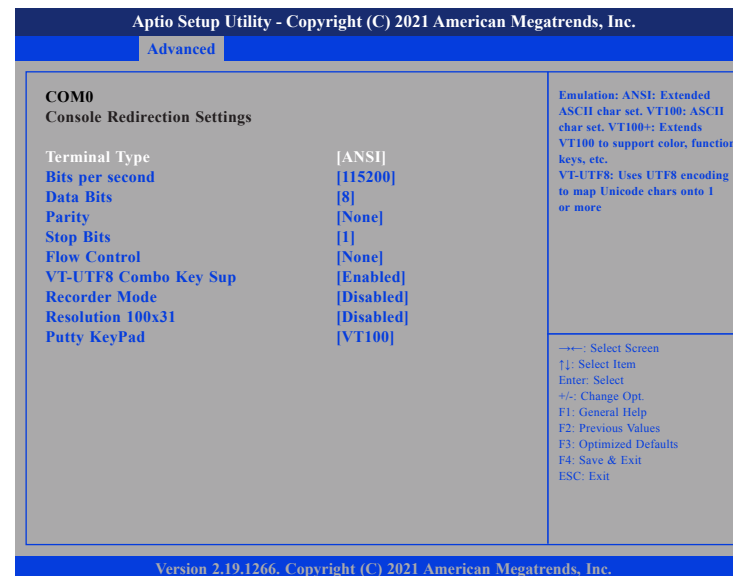 Aptio Setup Utility - Copyright (C) 2021 American Megatrends, Inc.
Advanced
COM0
Console Redirection Settings
Terminal Type [ANSI]
Bits per second [115200]
Data Bits [8]
Parity [None]
Stop Bits [1]
Flow Control [None]
VT-UTF8 Combo Key Sup [Enabled]
Recorder Mode [Disabled]
Resolution 100x31 [Disabled]
Putty KeyPad [VT100]
Emulation: ANSI: Extended
ASCII char set. VT100: ASCII
char set. VT100+: Extends
VT100 to support color, function
keys, etc.
VT-UTF8: Uses UTF8 encoding
to map Unicode chars onto 1
or more
→←: Select Screen
↑↓: Select Item
Enter: Select
+/-: Change Opt.
F1: General Help
F2: Previous Values
F3: Optimized Defaults
F4: Save & Exit
ESC: Exit
Version 2.19.1266. Copyright (C) 2021 American Megatrends, Inc.